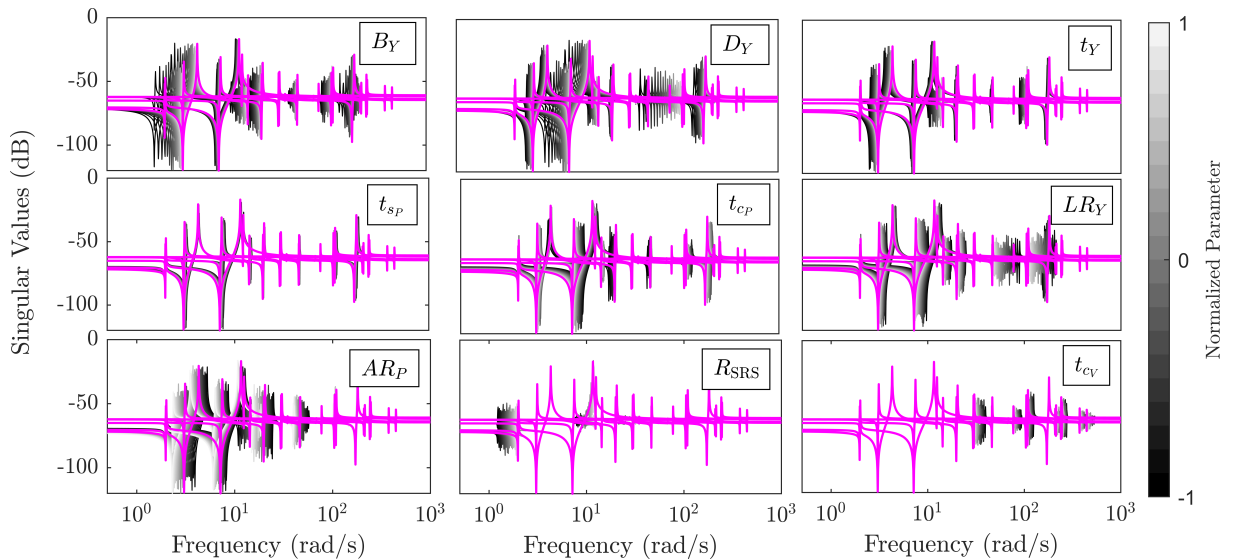 0
-50
-100
B_Y
D_Y
t_Y
0
-50
-100
t_{s_P}
t_{c_P}
LR_Y
0
-50
-100
AR_P
R_{SRS}
t_{c_V}
Singular Values (dB)
10^0 10^1 10^2 10^3
10^0 10^1 10^2 10^3
10^0 10^1 10^2 10^3
Frequency (rad/s)
Frequency (rad/s)
Frequency (rad/s)
1
0
-1
Normalized Parameter